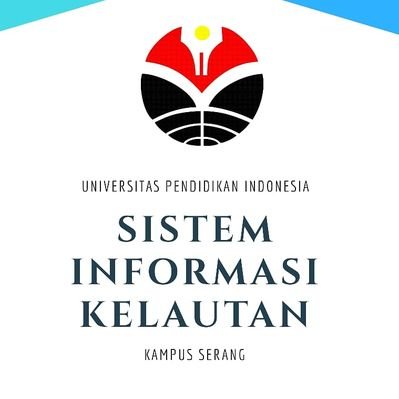 UNIVERSITAS PENDIDIKAN INDONESIA
SISTEM
INFORMASI
KELAUTAN
KAMPUS SERANG